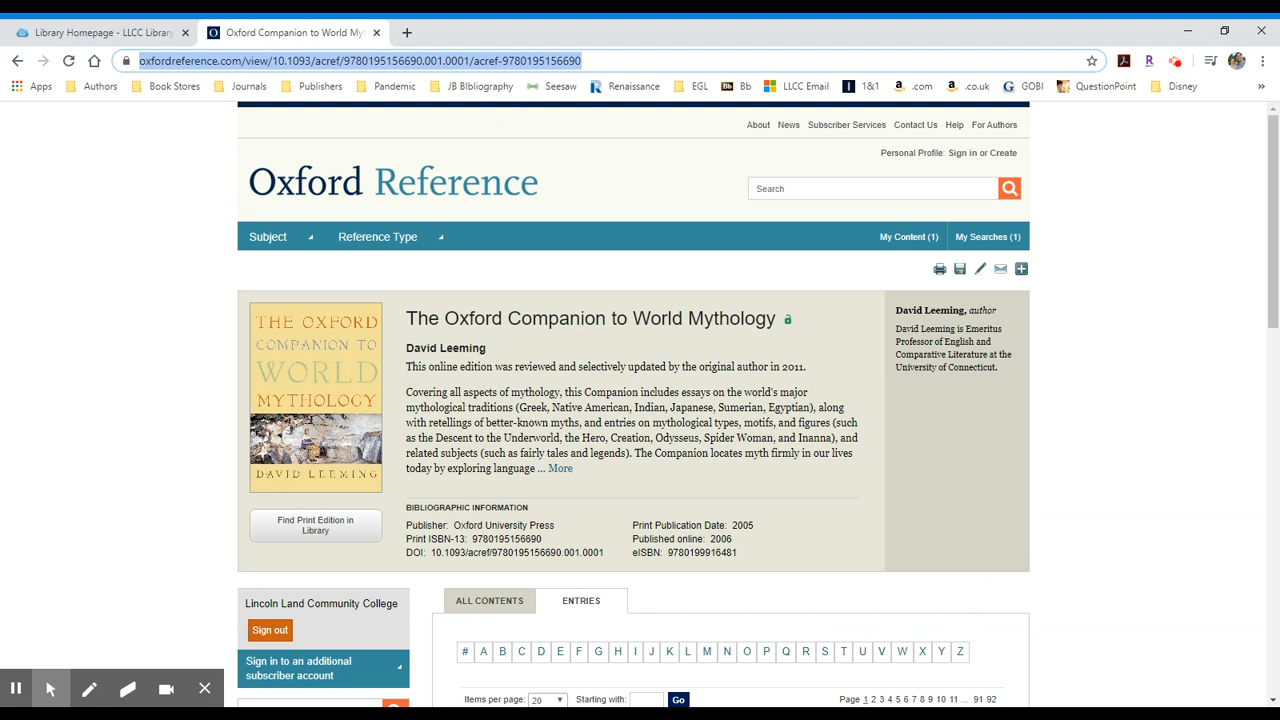 Library Homepage - LLCC Library
Oxford Companion to World My
oxfordreference.com/view/10.1093/acref/9780195156690.001.0001/acref-9780195156690
Apps Authors Book Stores Journals Publishers Pandemic JB BIbliography Seesaw Renaissance EGL Bb Bb LLCC Email 1&1 .com .co.uk GOBI QuestionPoint Disney »
About News Subscriber Services Contact Us Help For Authors
Personal Profile: Sign in or Create
Oxford Reference
Search
Subject Reference Type My Content (1) My Searches (1)
THE OXFORD
COMPANION TO
WORLD
MYTHOLOGY
DAVID LEEMING
Find Print Edition in
Library
The Oxford Companion to World Mythology
David Leeming
This online edition was reviewed and selectively updated by the original author in 2011.
Covering all aspects of mythology, this Companion includes essays on the world's major
mythological traditions (Greek, Native American, Indian, Japanese, Sumerian, Egyptian), along
with retellings of better-known myths, and entries on mythological types, motifs, and figures (such
as the Descent to the Underworld, the Hero, Creation, Odysseus, Spider Woman, and Inanna), and
related subjects (such as fairly tales and legends). The Companion locates myth firmly in our lives
today by exploring language ... More
BIBLIOGRAPHIC INFORMATION
Publisher: Oxford University Press Print Publication Date: 2005
Print ISBN-13: 9780195156690 Published online: 2006
DOI: 10.1093/acref/9780195156690.001.0001 eISBN: 9780199916481
David Leeming, author
David Leeming is Emeritus
Professor of English and
Comparative Literature at the
University of Connecticut.
Lincoln Land Community College
Sign out
Sign in to an additional
subscriber account
ALL CONTENTS ENTRIES
# A B C D E F G H I J K L M N O P Q R S T U V W X Y Z
Items per page: 20 Starting with: Go Page 1 2 3 4 5 6 7 8 9 10 11 ... 91 92